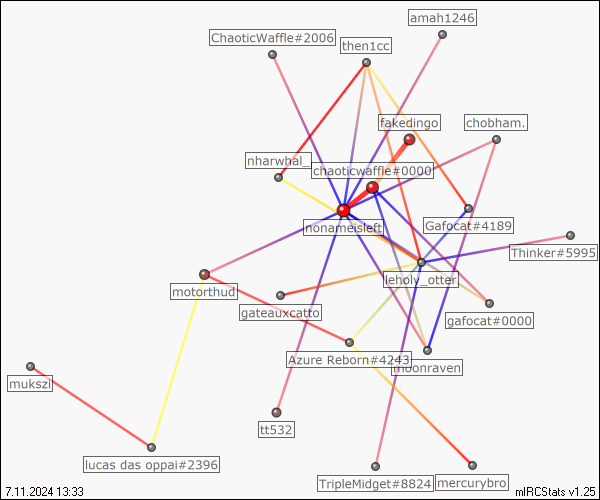 amah1246
ChaoticWaffle#2006
then1cc
fakedingo
chobham.
nharwhal_
chaoticwaffle#0000
nonameisleft
Gafocat#4189
Thinker#5995
leholy_otter
motorthud
gateauxcatto
gafocat#0000
Azure Reborn#4243
moonraven
mukszi
tt532
lucas das oppai#2396
TripleMidget#8824
mercurybro
7.11.2024 13:33
mIRCStats v1.25